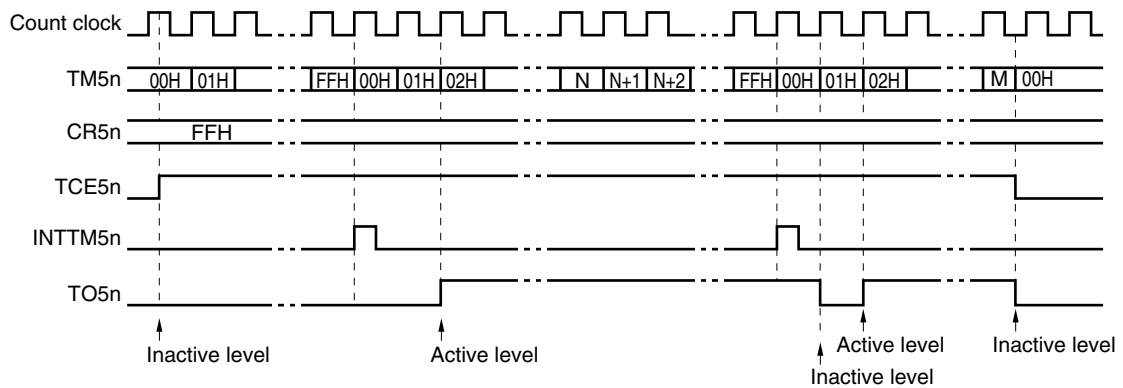 Count clock
TM5n 00H 01H FFH 00H 01H 02H N N+1 N+2 FFH 00H 01H 02H M 00H
CR5n FFH
TCE5n
INTTM5n
TO5n
Inactive level Active level Active level Inactive level
Inactive level